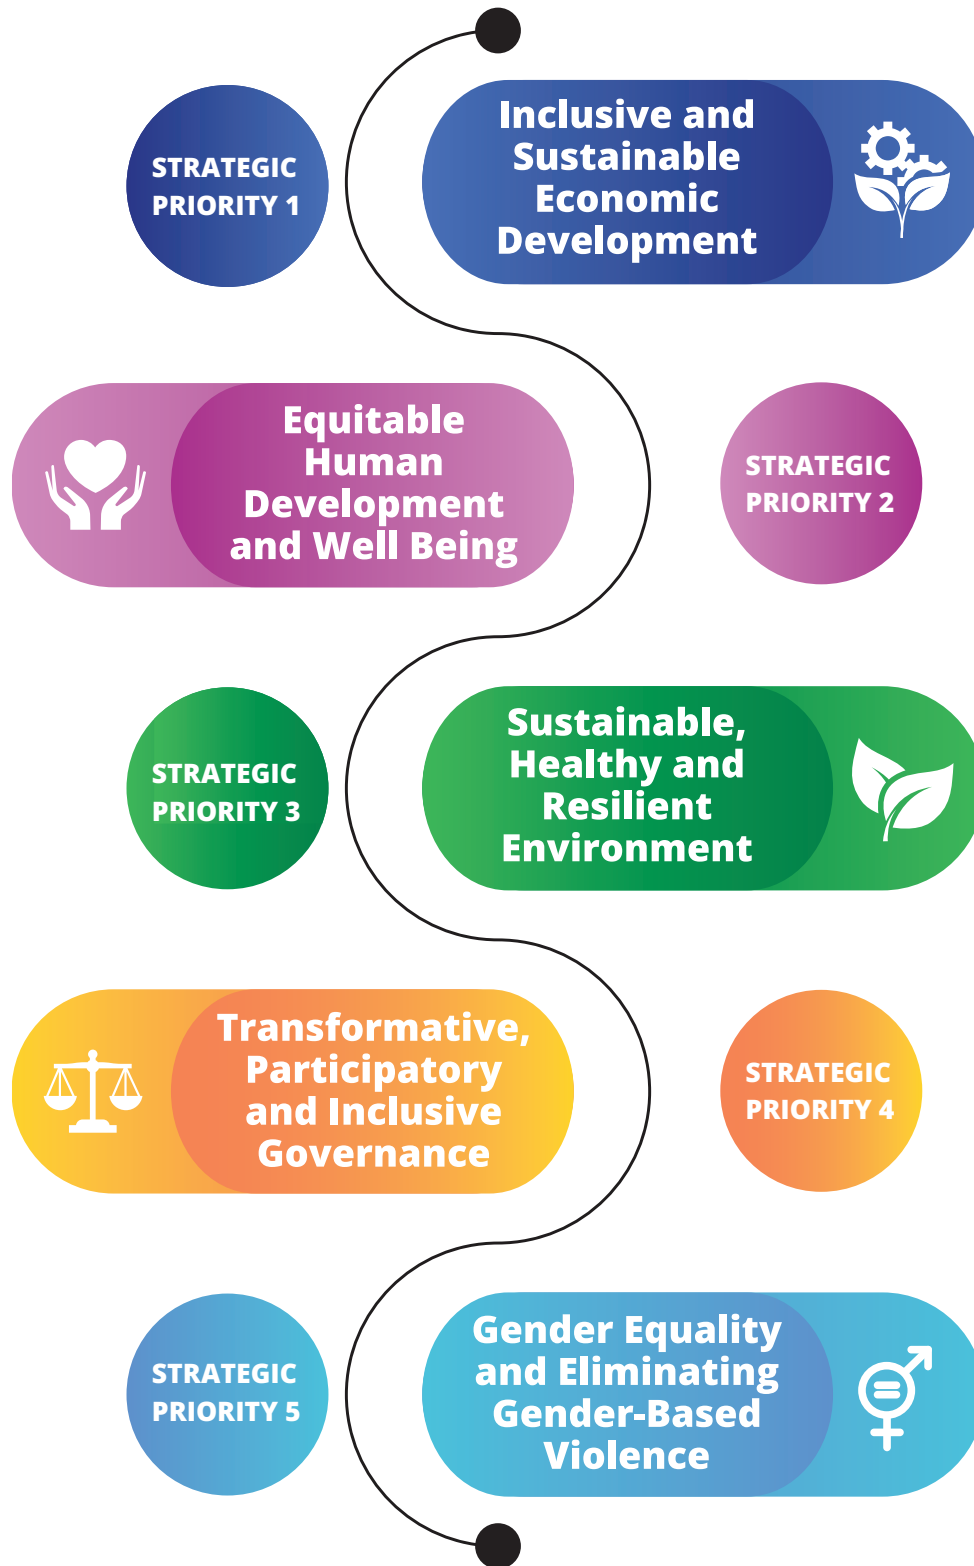 STRATEGIC
PRIORITY 1
Inclusive and
Sustainable
Economic
Development
Equitable
Human
Development
and Well Being
STRATEGIC
PRIORITY 2
STRATEGIC
PRIORITY 3
Sustainable,
Healthy and
Resilient
Environment
Transformative,
Participatory
and Inclusive
Governance
STRATEGIC
PRIORITY 4
STRATEGIC
PRIORITY 5
Gender Equality
and Eliminating
Gender-Based
Violence